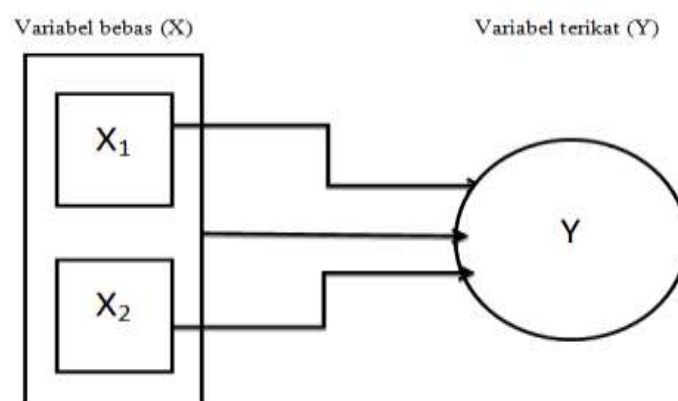 Variabel bebas (X)
Variabel terikat (Y)
X₁
Y
X₂